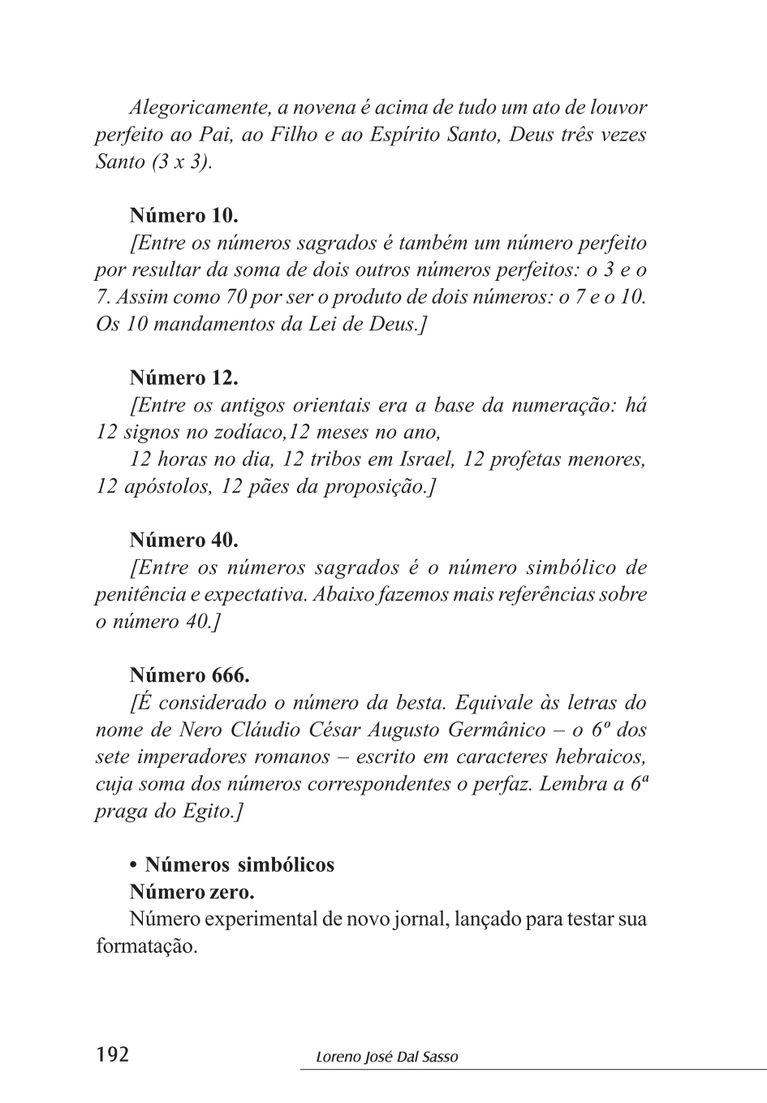 Alegoricamente, a novena é acima de tudo um ato de louvor
perfeito ao Pai, ao Filho e ao Espírito Santo, Deus três vezes
Santo (3 x 3).
Número 10.
[Entre os números sagrados é também um número perfeito
por resultar da soma de dois outros números perfeitos: o 3 e o
7. Assim como 70 por ser o produto de dois números: o 7 e o 10.
Os 10 mandamentos da Lei de Deus.]
Número 12.
[Entre os antigos orientais era a base da numeração: há
12 signos no zodíaco,12 meses no ano,
12 horas no dia, 12 tribos em Israel, 12 profetas menores,
12 apóstolos, 12 pães da proposição.]
Número 40.
[Entre os números sagrados é o número simbólico de
penitência e expectativa. Abaixo fazemos mais referências sobre
o número 40.]
Número 666.
[É considerado o número da besta. Equivale às letras do
nome de Nero Cláudio César Augusto Germânico – o 6º dos
sete imperadores romanos – escrito em caracteres hebraicos,
cuja soma dos números correspondentes o perfaz. Lembra a 6ª
praga do Egito.]
• Números simbólicos
Número zero.
Número experimental de novo jornal, lançado para testar sua
formatação.
192 Loreno José Dal Sasso